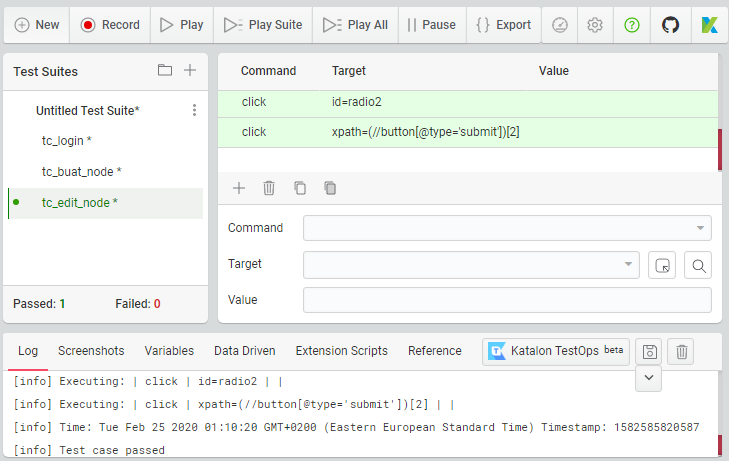 New Record Play Play Suite Play All Pause Export
Test Suites
Untitled Test Suite*
tc_login *
tc_buat_node *
tc_edit_node *
Passed: 1 Failed: 0
Command Target Value
click id=radio2
click xpath=(//button[@type='submit'])[2]
Command
Target
Value
Log Screenshots Variables Data Driven Extension Scripts Reference Katalon TestOps beta
[info] Executing: | click | id=radio2 | |
[info] Executing: | click | xpath=(//button[@type='submit'])[2] | |
[info] Time: Tue Feb 25 2020 01:10:20 GMT+0200 (Eastern European Standard Time) Timestamp: 1582585820587
[info] Test case passed